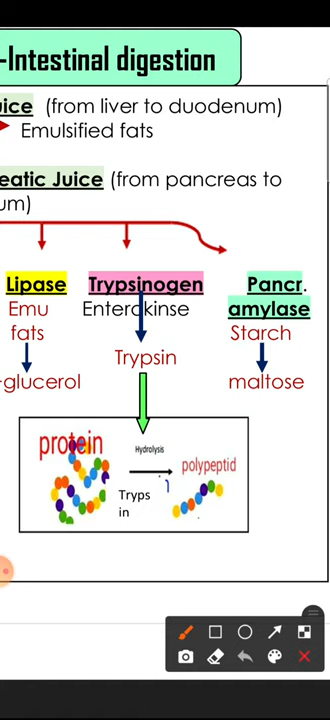 -Intestinal digestion
uice (from liver to duodenum)
Emulsified fats
eatic Juice (from pancreas to
um)
Lipase Trypsinogen Pancr.
amylase
Emu Enterokinse
fats Starch
Trypsin
-glucerol maltose
protein Hydrolysis polypeptid
Tryps
in